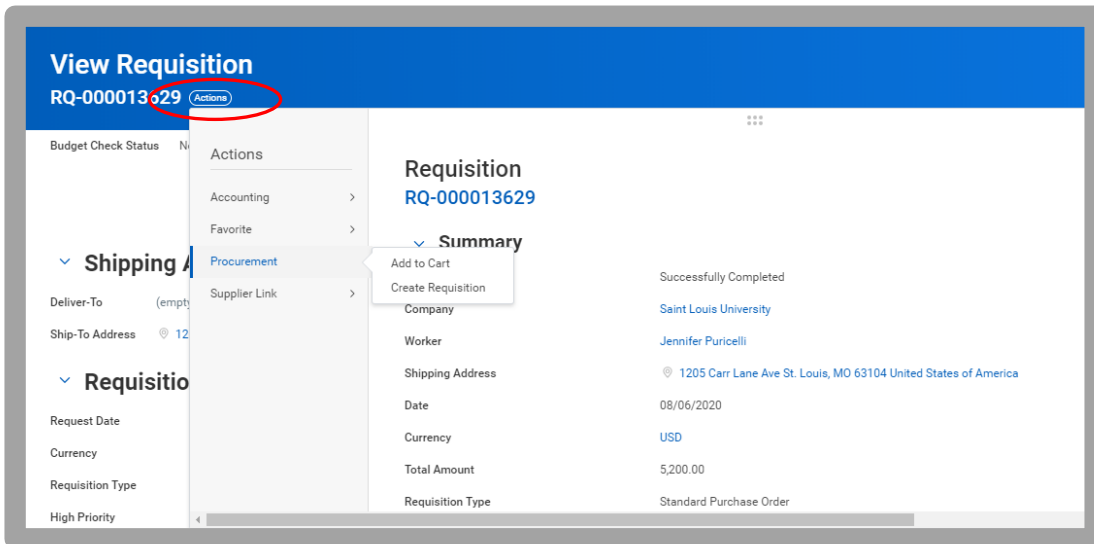 View Requisition
RQ-000013629 Actions
Budget Check Status
Actions
Accounting
Favorite
Procurement
Supplier Link
Add to Cart
Create Requisition
Requisition
RQ-000013629
Summary
Successfully Completed
Company Saint Louis University
Worker Jennifer Puricelli
Shipping Address 1205 Carr Lane Ave St. Louis, MO 63104 United States of America
Date 08/06/2020
Currency USD
Total Amount 5,200.00
Requisition Type Standard Purchase Order
Shipping
Deliver-To (empty
Ship-To Address 12
Requisitio
Request Date
Currency
Requisition Type
High Priority